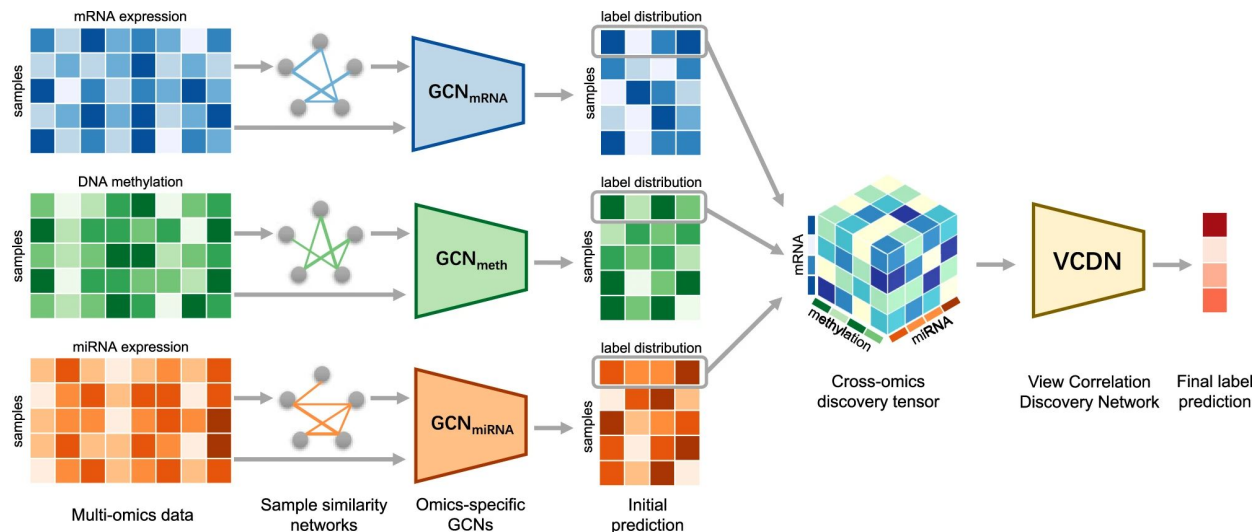 mRNA expression
samples
GCNmRNA
label distribution
samples
DNA methylation
samples
GCNmeth
label distribution
samples
miRNA expression
samples
GCNmiRNA
label distribution
samples
mRNA
methylation
miRNA
VCDN
Multi-omics data
Sample similarity
networks
Omics-specific
GCNs
Initial
prediction
Cross-omics
discovery tensor
View Correlation
Discovery Network
Final label
prediction